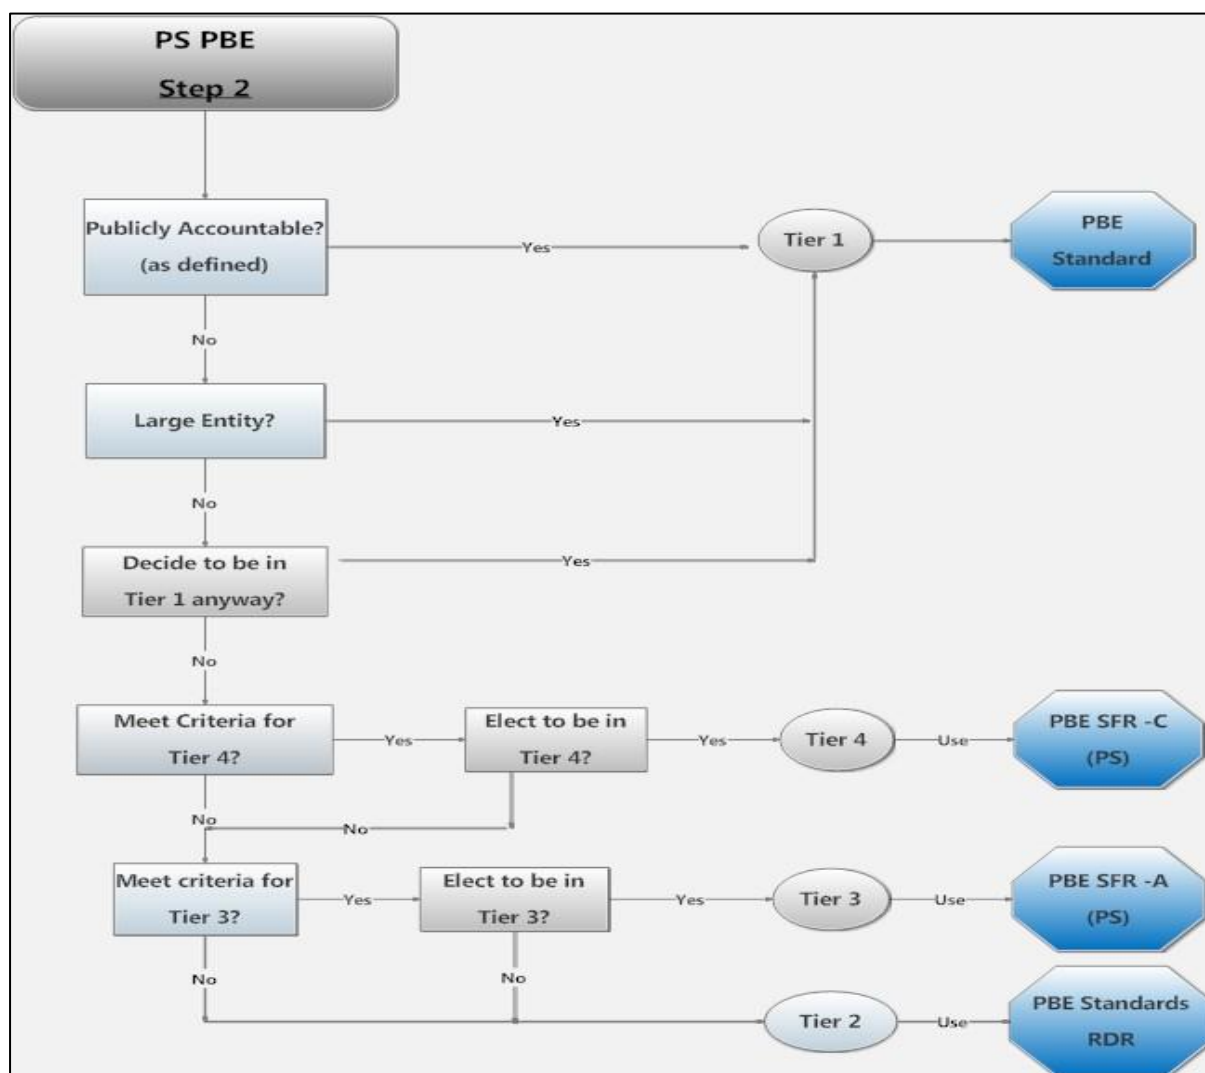 PS PBE
Step 2
Publicly Accountable?
(as defined)
Yes
Tier 1
PBE
Standard
No
Large Entity?
Yes
No
Decide to be in
Tier 1 anyway?
Yes
No
Meet Criteria for
Tier 4?
Yes
Elect to be in
Tier 4?
Yes
Tier 4
Use
PBE SFR -C
(PS)
No
No
Meet criteria for
Tier 3?
Yes
Elect to be in
Tier 3?
Yes
Tier 3
Use
PBE SFR -A
(PS)
No
No
Tier 2
Use
PBE Standards
RDR